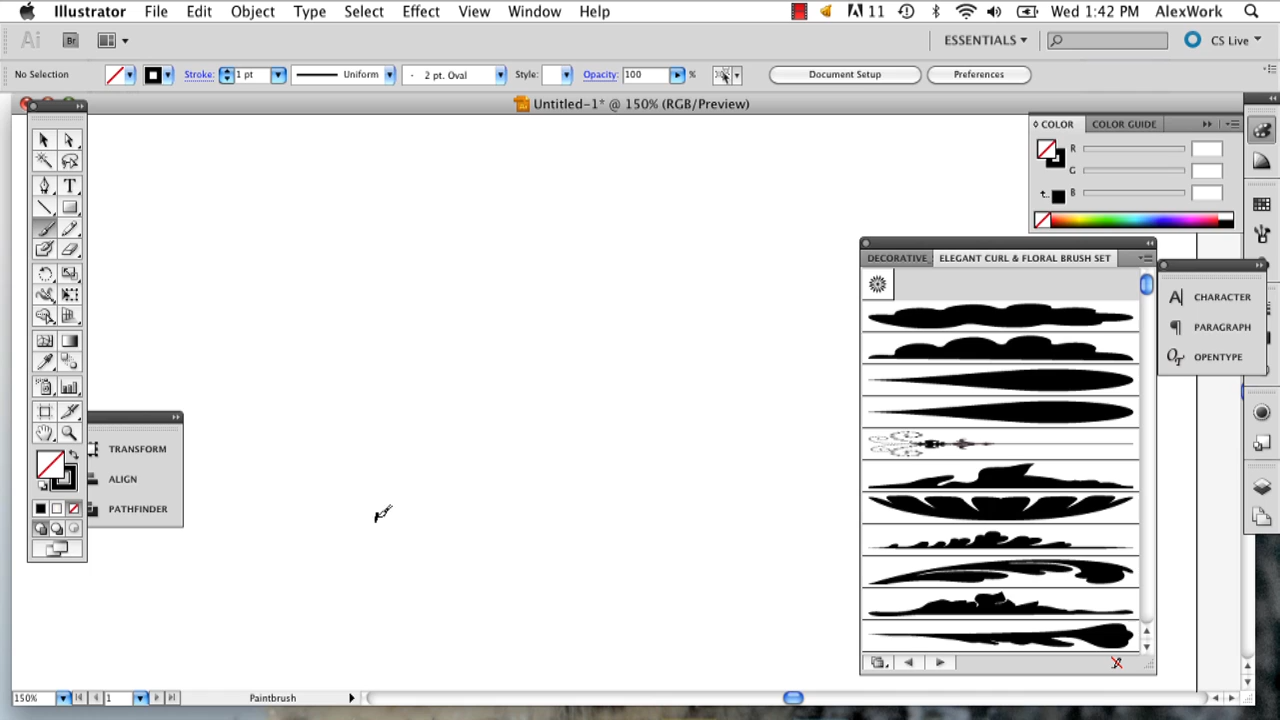 Illustrator File Edit Object Type Select Effect View Window Help 11 Wed 1:42 PM AlexWork
Ai Br ESSENTIALS CS Live
No Selection Stroke: 1 pt Uniform 2 pt. Oval Style: Opacity: 100 % Document Setup Preferences
Untitled-1* @ 150% (RGB/Preview)
COLOR COLOR GUIDE
R
G
B
DECORATIVE ELEGANT CURL & FLORAL BRUSH SET
CHARACTER
PARAGRAPH
OPENTYPE
TRANSFORM
ALIGN
PATHFINDER
150% 1 Paintbrush